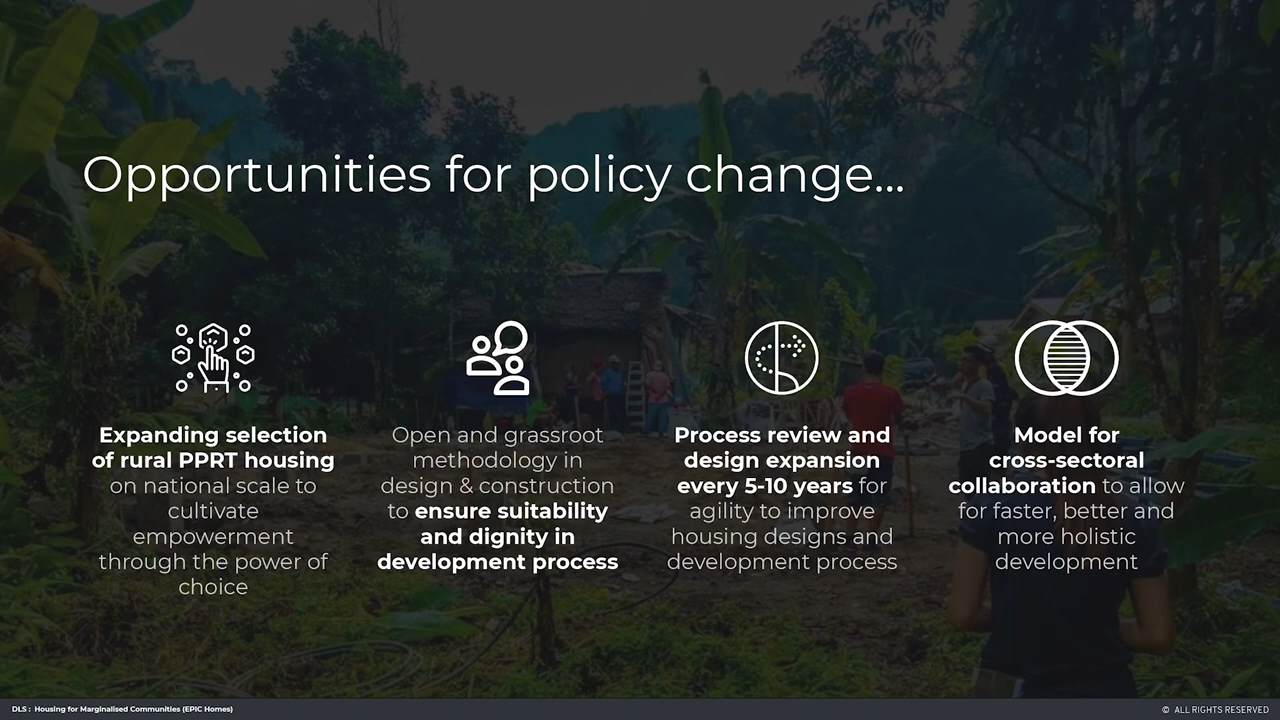 Opportunities for policy change...
Expanding selection
of rural PPRT housing
on national scale to
cultivate
empowerment
through the power of
choice
Open and grassroot
methodology in
design & construction
to ensure suitability
and dignity in
development process
Process review and
design expansion
every 5-10 years for
agility to improve
housing designs and
development process
Model for
cross-sectoral
collaboration to allow
for faster, better and
more holistic
development
DLS : Housing for Marginalised Communities (EPIC Homes)
© ALL RIGHTS RESERVED